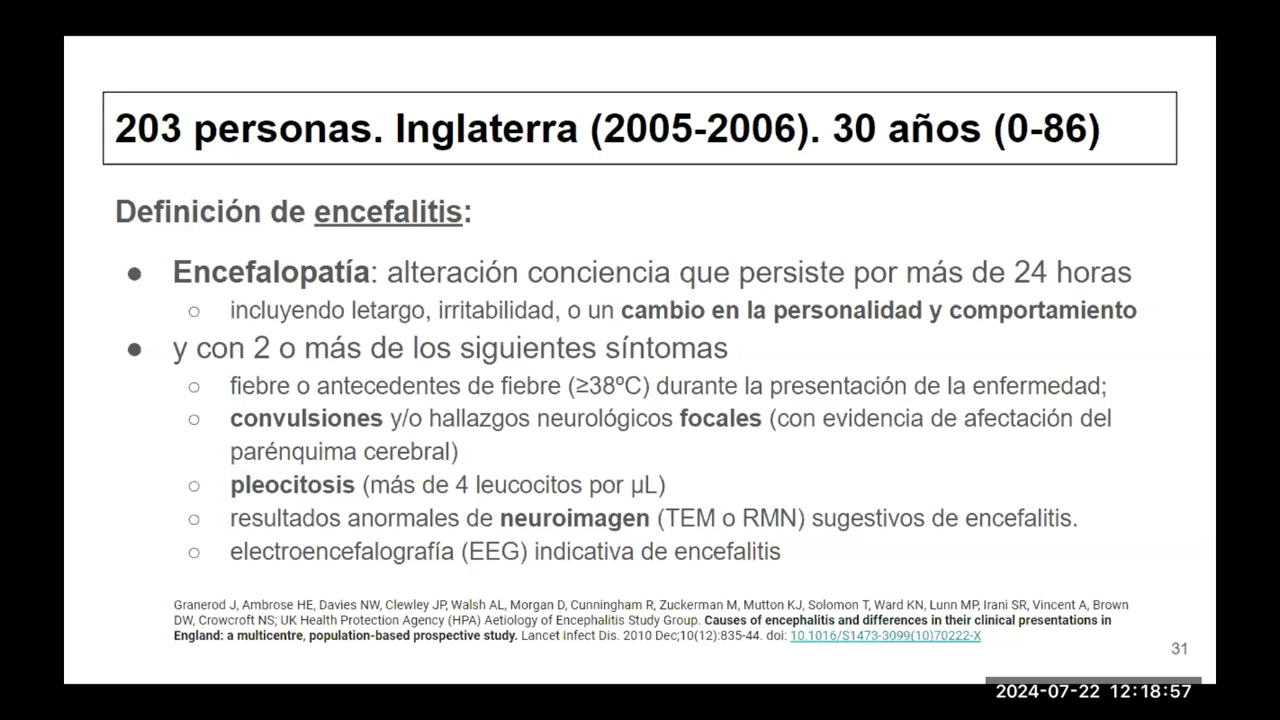 203 personas. Inglaterra (2005-2006). 30 años (0-86)
Definición de encefalitis:
● Encefalopatía: alteración conciencia que persiste por más de 24 horas
○ incluyendo letargo, irritabilidad, o un cambio en la personalidad y comportamiento
● y con 2 o más de los siguientes síntomas
○ fiebre o antecedentes de fiebre (≥38ºC) durante la presentación de la enfermedad;
○ convulsiones y/o hallazgos neurológicos focales (con evidencia de afectación del
parénquima cerebral)
○ pleocitosis (más de 4 leucocitos por µL)
○ resultados anormales de neuroimagen (TEM o RMN) sugestivos de encefalitis.
○ electroencefalografía (EEG) indicativa de encefalitis
Granerod J, Ambrose HE, Davies NW, Clewley JP, Walsh AL, Morgan D, Cunningham R, Zuckerman M, Mutton KJ, Solomon T, Ward KN, Lunn MP, Irani SR, Vincent A, Brown
DW, Crowcroft NS; UK Health Protection Agency (HPA) Aetiology of Encephalitis Study Group. Causes of encephalitis and differences in their clinical presentations in
England: a multicentre, population-based prospective study. Lancet Infect Dis. 2010 Dec;10(12):835-44. doi: 10.1016/S1473-3099(10)70222-X
31
2024-07-22 12:18:57